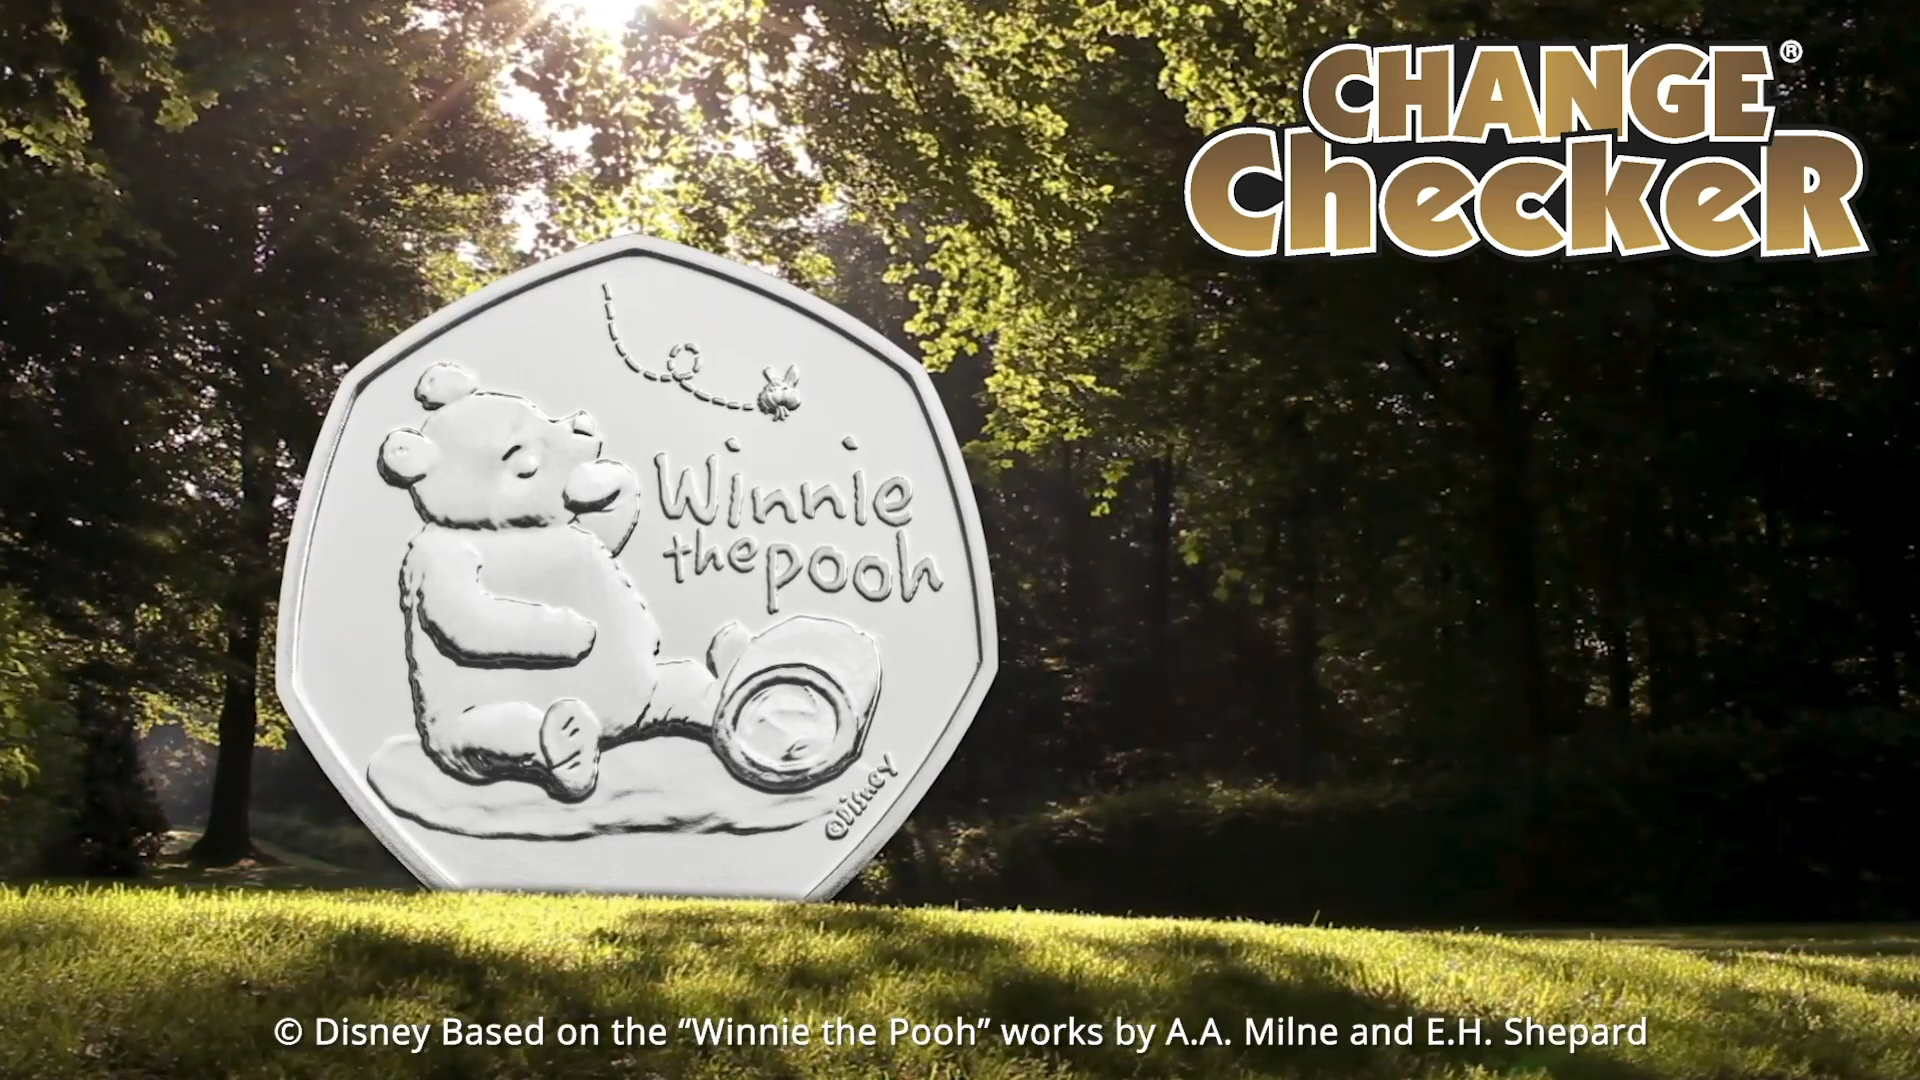 CHANGE®
CheckeR
Winnie
the pooh
©Disney
© Disney Based on the “Winnie the Pooh” works by A.A. Milne and E.H. Shepard